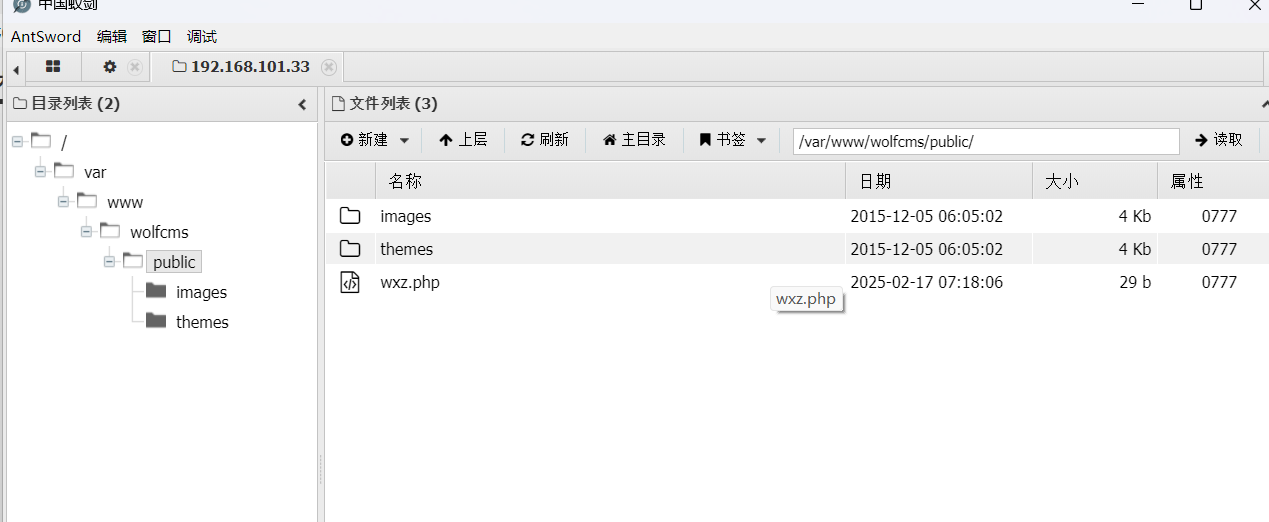 中国蚁剑
AntSword 编辑 窗口 调试
192.168.101.33
目录列表 (2)
文件列表 (3)
新建 上层 刷新 主目录 书签 /var/www/wolfcms/public/ 读取
/
var
www
wolfcms
public
images
themes
名称 日期 大小 属性
images 2015-12-05 06:05:02 4 Kb 0777
themes 2015-12-05 06:05:02 4 Kb 0777
wxz.php 2025-02-17 07:18:06 29 b 0777
wxz.php